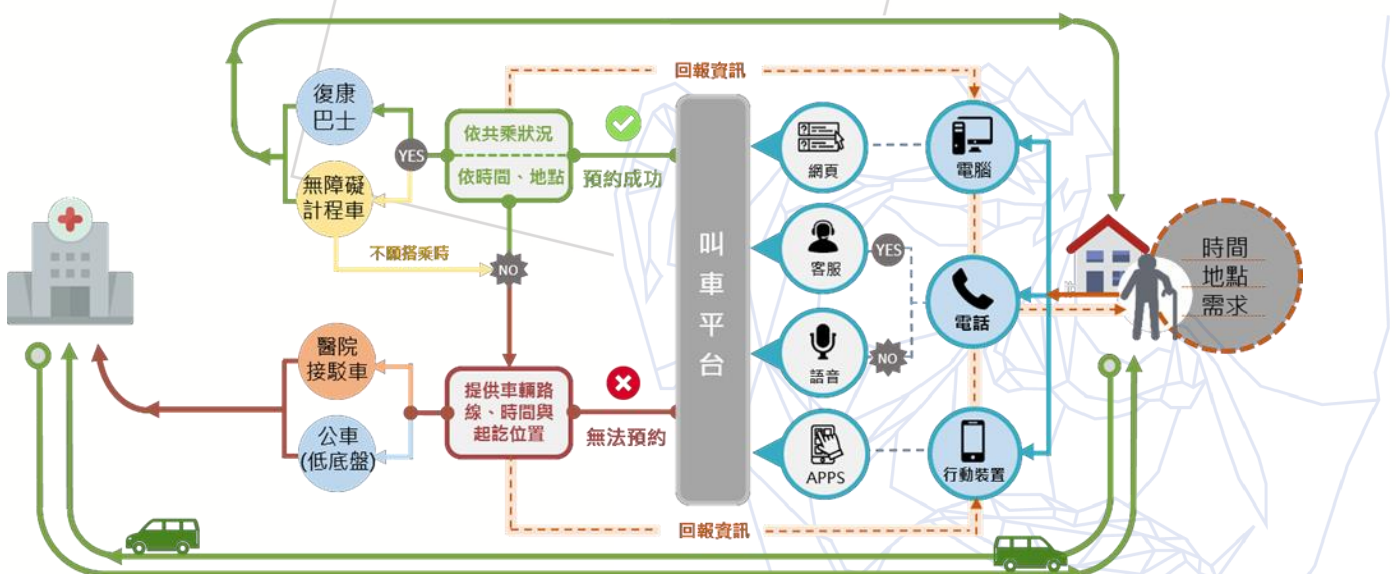 回報資訊
復康
巴士
YES
依共乘狀況
依時間、地點
預約成功
無障礙
計程車
不願搭乘時
NO
叫車平台
網頁
電腦
客服
YES
電話
語音
NO
APPS
行動裝置
時間
地點
需求
醫院
接駁車
公車
(低底盤)
提供車輛路
線、時間與
起訖位置
無法預約
回報資訊